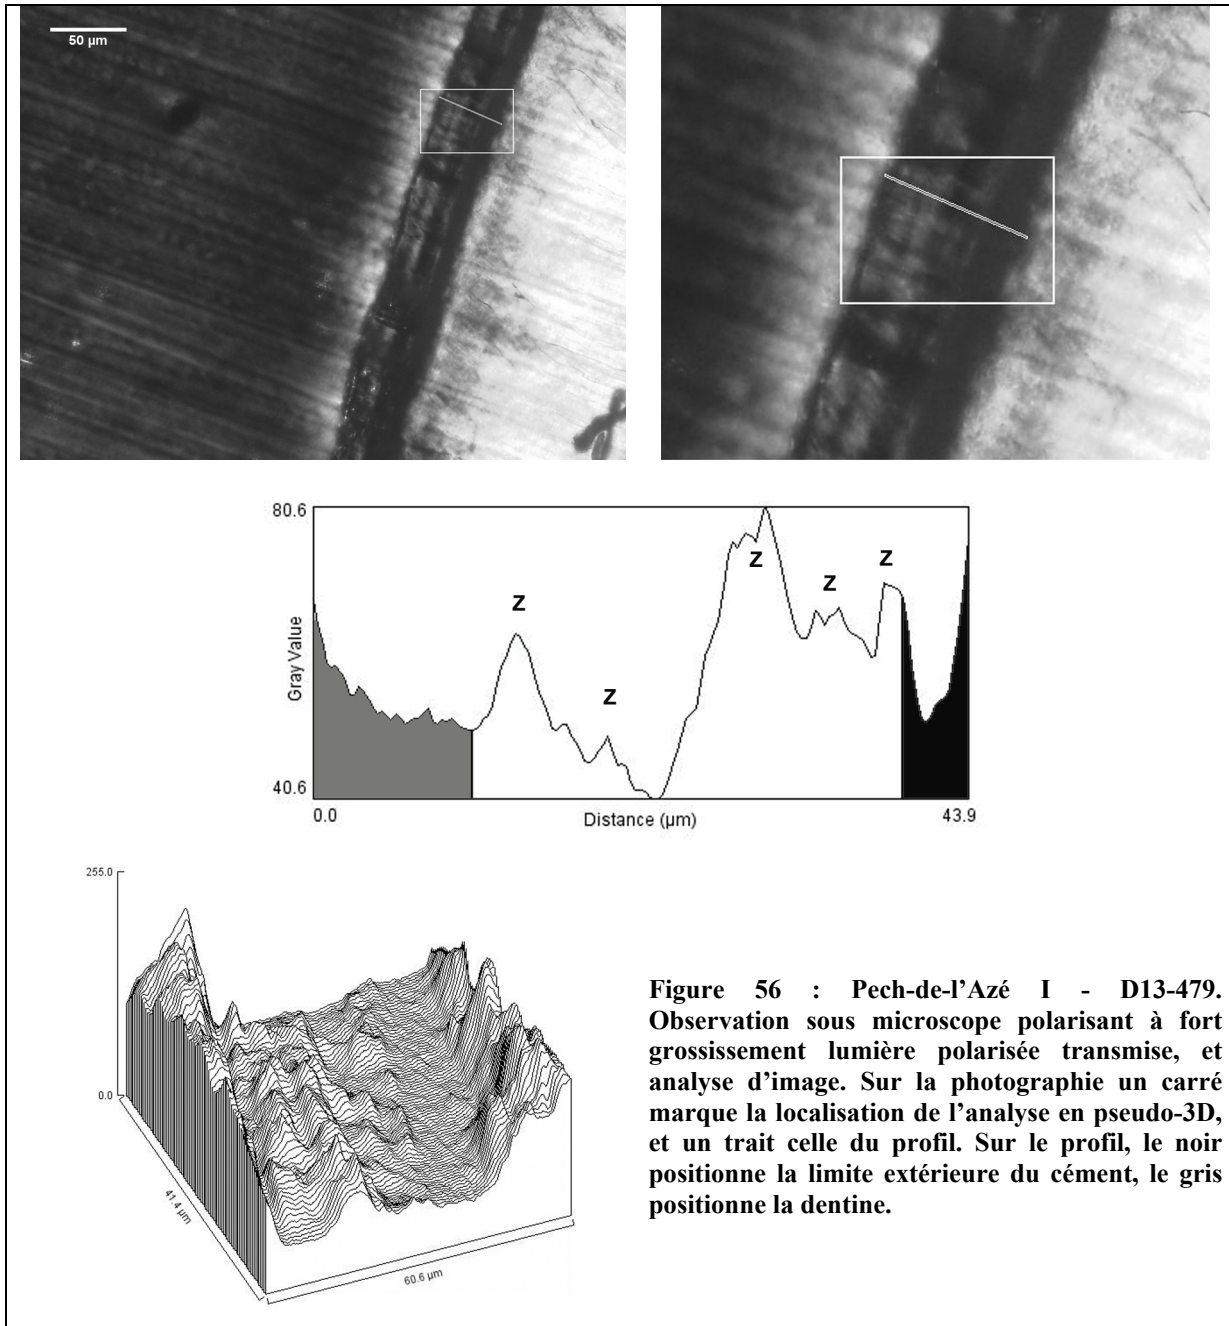 50 µm
80.6
Z
Z
Z
Z
Z
Gray Value
40.6
0.0
Distance (µm)
43.9
255.0
0.0
41.4 µm
60.6 µm
Figure 56 : Pech-de-l’Azé I - D13-479.
Observation sous microscope polarisant à fort
grossissement lumière polarisée transmise, et
analyse d’image. Sur la photographie un carré
marque la localisation de l’analyse en pseudo-3D,
et un trait celle du profil. Sur le profil, le noir
positionne la limite extérieure du cément, le gris
positionne la dentine.